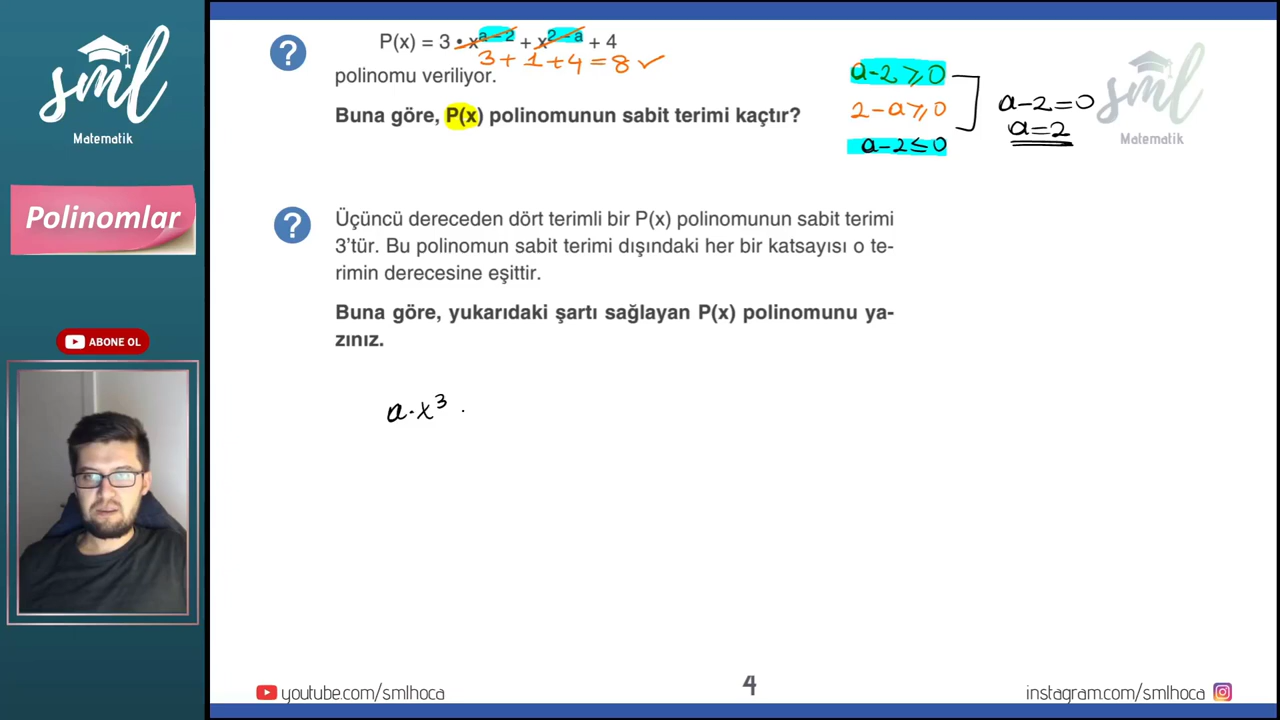 sml
Matematik
Polinomlar
ABONE OL
P(x) = 3 · x^{a-2} + x^{2-a} + 4
3 + 1 + 4 = 8 ✓
polinomu veriliyor.
Buna göre, P(x) polinomunun sabit terimi kaçtır?
a-2 ⩾ 0
2-a ⩾ 0
a-2 ≤ 0
a-2=0
a=2
sml
Matematik
Üçüncü dereceden dört terimli bir P(x) polinomunun sabit terimi
3'tür. Bu polinomun sabit terimi dışındaki her bir katsayısı o te-
rimin derecesine eşittir.
Buna göre, yukarıdaki şartı sağlayan P(x) polinomunu ya-
zınız.
a·x^3
youtube.com/smlhoca
4
instagram.com/smlhoca